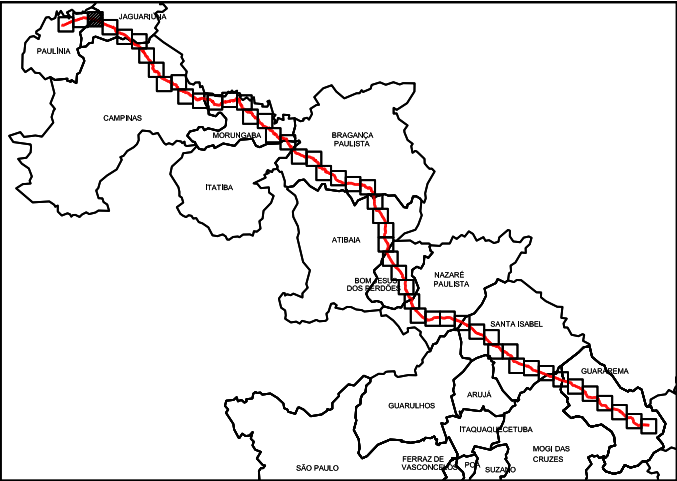 JAGUARIÚNA
PAULÍNIA
CAMPINAS
MORUNGABA
BRAGANÇA
PAULISTA
ITATIBA
ATIBAIA
NAZARÉ
PAULISTA
BOM JESUS
DOS PERDÕES
SANTA ISABEL
GUARAREMA
ARUJÁ
GUARULHOS
ITAQUAQUECETUBA
MOGI DAS
CRUZES
FERRAZ DE
VASCONCELOS
POÁ
SUZANO
SÃO PAULO